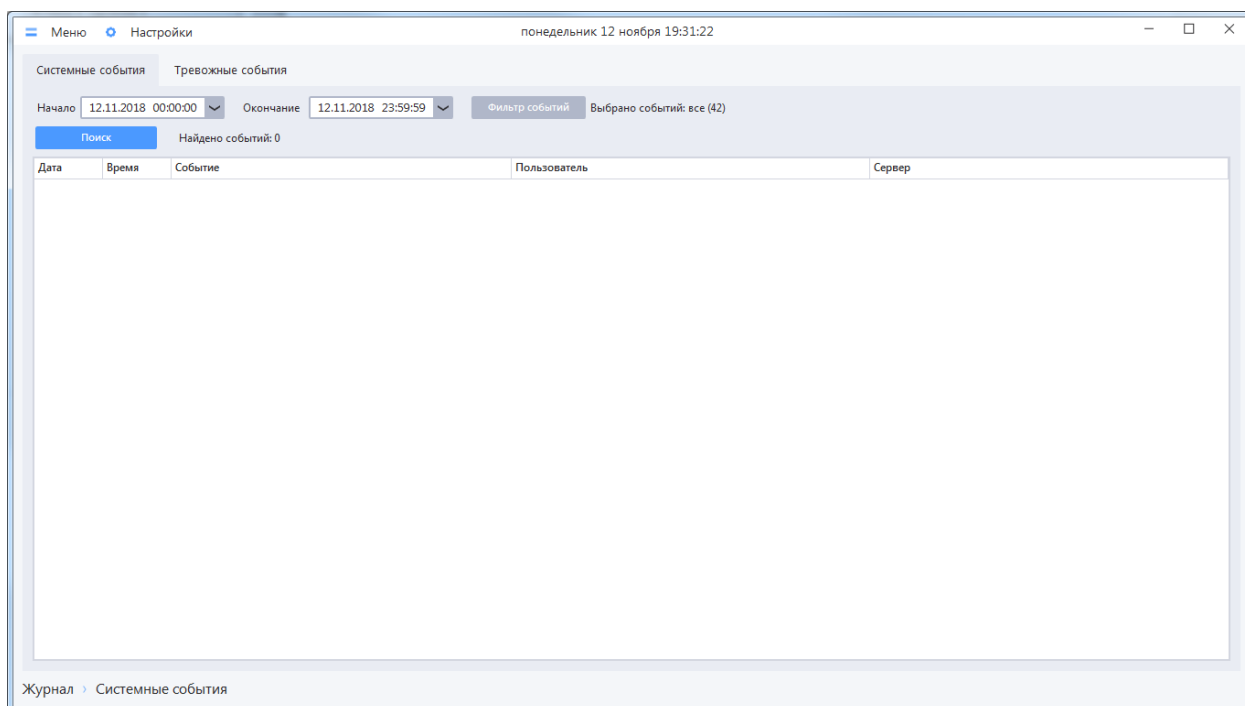 Меню Настройки понедельник 12 ноября 19:31:22
Системные события Тревожные события
Начало 12.11.2018 00:00:00 Окончание 12.11.2018 23:59:59 Фильтр событий Выбрано событий: все (42)
Поиск Найдено событий: 0
Дата Время Событие Пользователь Сервер
Журнал › Системные события